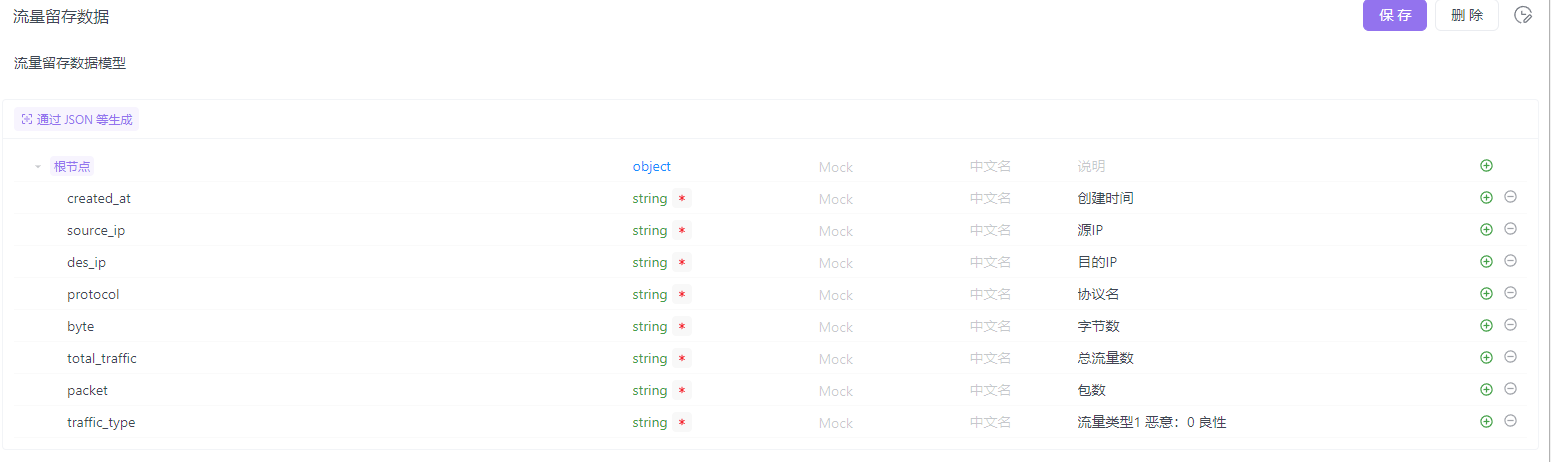 流量留存数据 保 存 删 除
流量留存数据模型
通过 JSON 等生成
根节点 object Mock 中文名 说明
created_at string * Mock 中文名 创建时间
source_ip string * Mock 中文名 源IP
des_ip string * Mock 中文名 目的IP
protocol string * Mock 中文名 协议名
byte string * Mock 中文名 字节数
total_traffic string * Mock 中文名 总流量数
packet string * Mock 中文名 包数
traffic_type string * Mock 中文名 流量类型1 恶意：0 良性